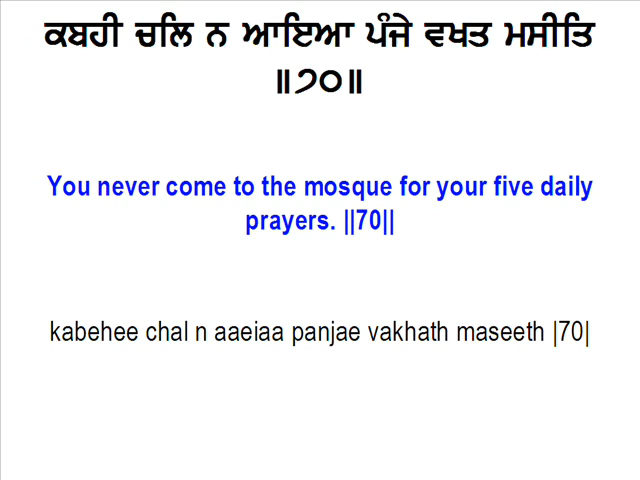 ਕਬਹੀ ਚਲਿ ਨ ਆਇਆ ਪੰਜੇ ਵਖਤ ਮਸੀਤਿ
॥੭੦॥
You never come to the mosque for your five daily
prayers. ||70||
kabehee chal n aaeiaa panjae vakhath maseeth |70|